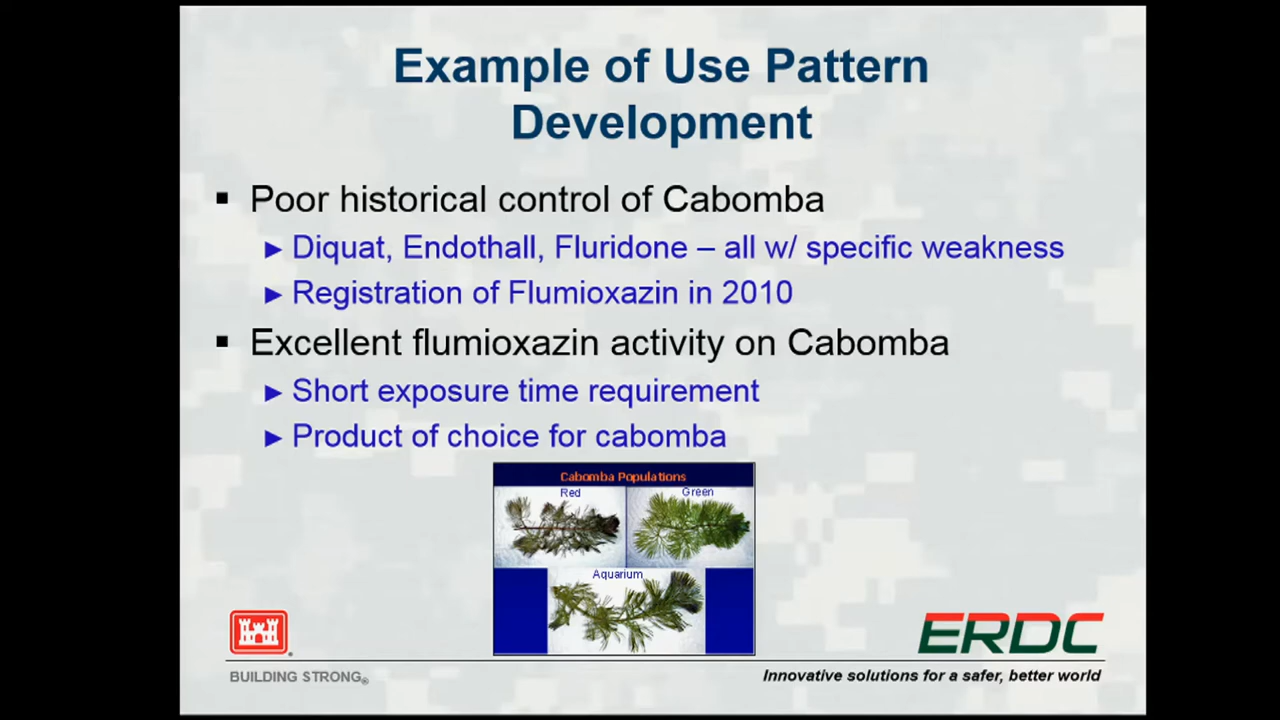 Example of Use Pattern
Development
▪ Poor historical control of Cabomba
► Diquat, Endothall, Fluridone – all w/ specific weakness
► Registration of Flumioxazin in 2010
▪ Excellent flumioxazin activity on Cabomba
► Short exposure time requirement
► Product of choice for cabomba
Cabomba Populations
Red
Green
Aquarium
ERDC
BUILDING STRONG®
Innovative solutions for a safer, better world